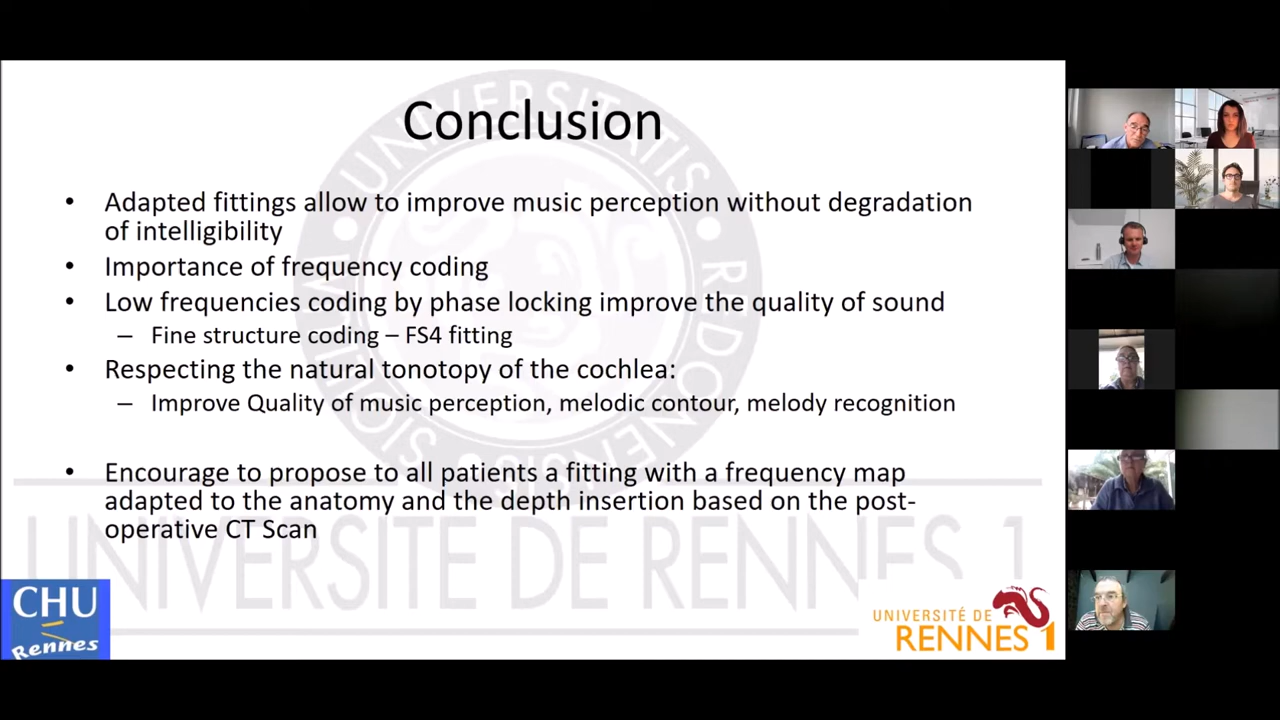 Conclusion
• Adapted fittings allow to improve music perception without degradation
of intelligibility
• Importance of frequency coding
• Low frequencies coding by phase locking improve the quality of sound
– Fine structure coding – FS4 fitting
• Respecting the natural tonotopy of the cochlea:
– Improve Quality of music perception, melodic contour, melody recognition
• Encourage to propose to all patients a fitting with a frequency map
adapted to the anatomy and the depth insertion based on the post-
operative CT Scan
UNIVERSITE DE RENNES 1
CHU
Rennes
UNIVERSITÉ DE
RENNES 1